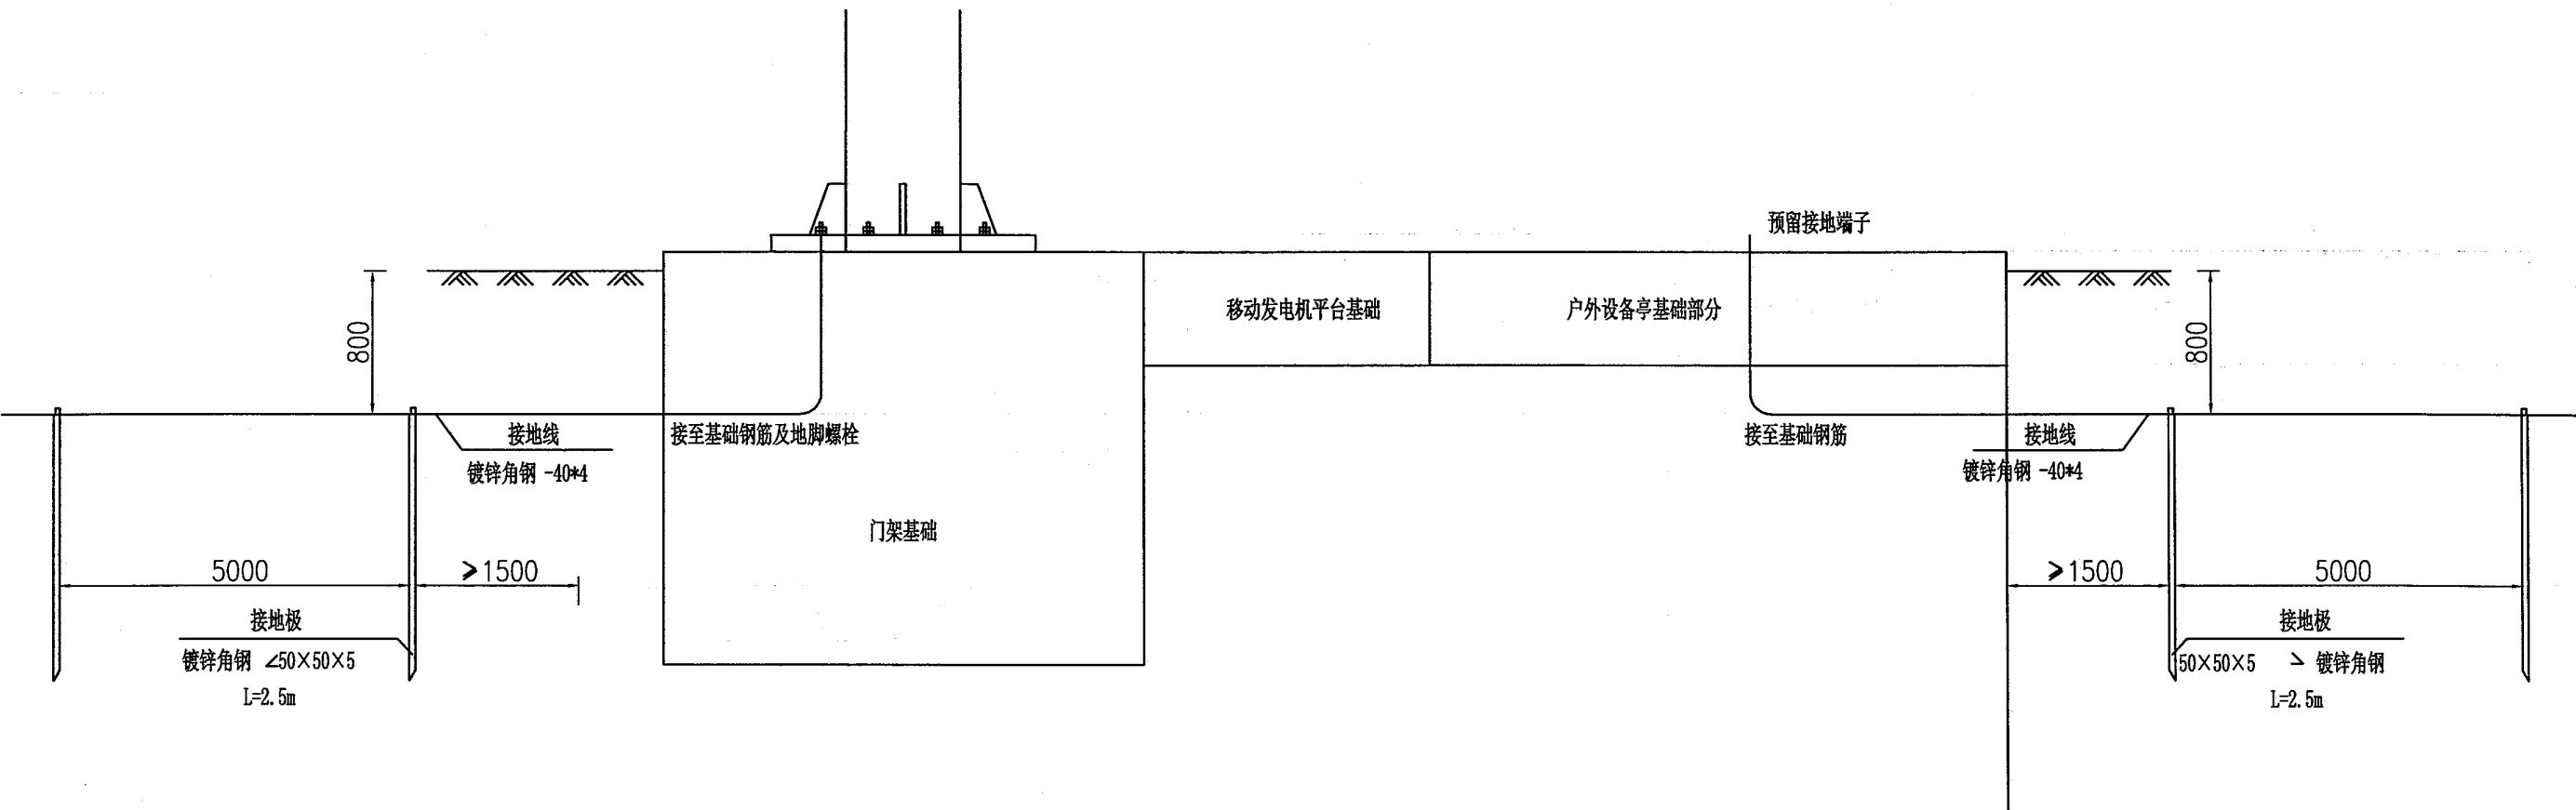 预留接地端子
移动发电机平台基础
户外设备亭基础部分
800
800
接地线
镀锌角钢 -40*4
接至基础钢筋及地脚螺栓
接至基础钢筋
接地线
镀锌角钢 -40*4
门架基础
5000
≥1500
≥1500
5000
接地极
镀锌角钢 ∠50×50×5
L=2.5m
接地极
50×50×5 ∠ 镀锌角钢
L=2.5m